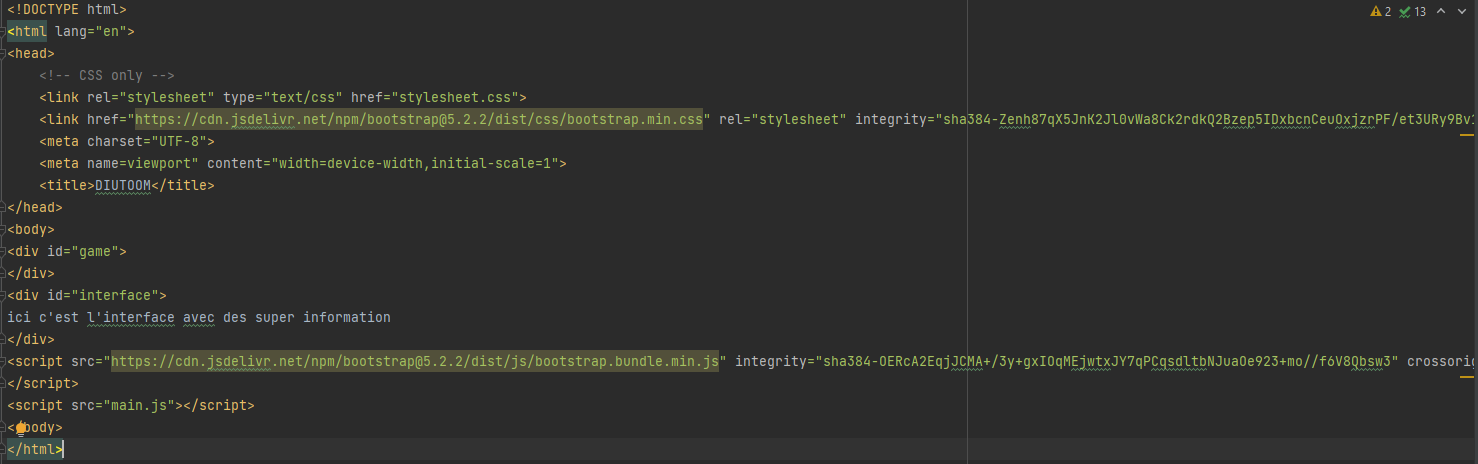 <!DOCTYPE html>
2 13
<html lang="en">
<head>
<!-- CSS only -->
<link rel="stylesheet" type="text/css" href="stylesheet.css">
<link href="https://cdn.jsdelivr.net/npm/bootstrap@5.2.2/dist/css/bootstrap.min.css" rel="stylesheet" integrity="sha384-Zenh87qX5JnK2Jl0vWa8Ck2rdkQ2Bzep5IDxbcnCeuOxjzrPF/et3URy9Bv1
<meta charset="UTF-8">
<meta name=viewport" content="width=device-width,initial-scale=1">
<title>DIUTOOM</title>
</head>
<body>
<div id="game">
</div>
<div id="interface">
ici c'est l'interface avec des super information
</div>
<script src="https://cdn.jsdelivr.net/npm/bootstrap@5.2.2/dist/js/bootstrap.bundle.min.js" integrity="sha384-OERcA2EqjJCMA+/3y+gxIOqMEjwtxJY7qPCqsdltbNJuaOe923+mo//f6V8Qbsw3" crossorig
</script>
<script src="main.js"></script>
< body>
</html>